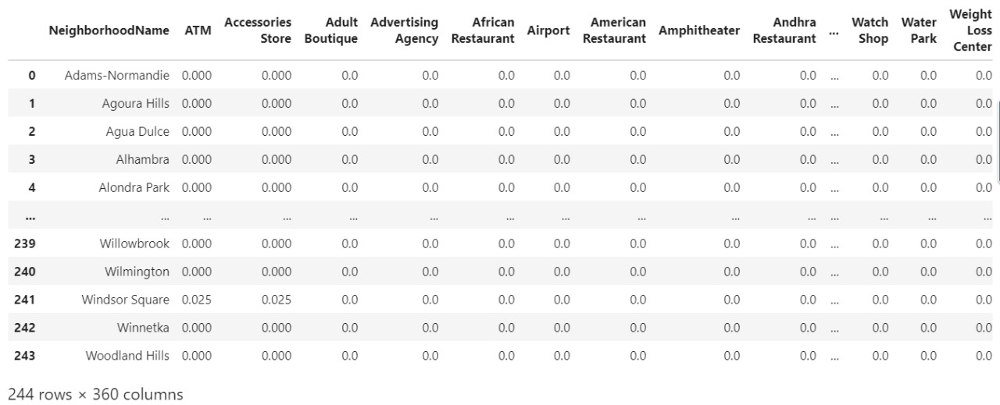 NeighborhoodName ATM Accessories Store Adult Boutique Advertising Agency African Restaurant Airport American Restaurant Amphitheater Andhra Restaurant ... Watch Shop Water Park Weight Loss Center
0 Adams-Normandie 0.000 0.000 0.0 0.0 0.0 0.0 0.0 0.0 0.0 ... 0.0 0.0 0.0
1 Agoura Hills 0.000 0.000 0.0 0.0 0.0 0.0 0.0 0.0 0.0 ... 0.0 0.0 0.0
2 Agua Dulce 0.000 0.000 0.0 0.0 0.0 0.0 0.0 0.0 0.0 ... 0.0 0.0 0.0
3 Alhambra 0.000 0.000 0.0 0.0 0.0 0.0 0.0 0.0 0.0 ... 0.0 0.0 0.0
4 Alondra Park 0.000 0.000 0.0 0.0 0.0 0.0 0.0 0.0 0.0 ... 0.0 0.0 0.0
... ... ... ... ... ... ... ... ... ... ... ... ... ... ...
239 Willowbrook 0.000 0.000 0.0 0.0 0.0 0.0 0.0 0.0 0.0 ... 0.0 0.0 0.0
240 Wilmington 0.000 0.000 0.0 0.0 0.0 0.0 0.0 0.0 0.0 ... 0.0 0.0 0.0
241 Windsor Square 0.025 0.025 0.0 0.0 0.0 0.0 0.0 0.0 0.0 ... 0.0 0.0 0.0
242 Winnetka 0.000 0.000 0.0 0.0 0.0 0.0 0.0 0.0 0.0 ... 0.0 0.0 0.0
243 Woodland Hills 0.000 0.000 0.0 0.0 0.0 0.0 0.0 0.0 0.0 ... 0.0 0.0 0.0
244 rows × 360 columns